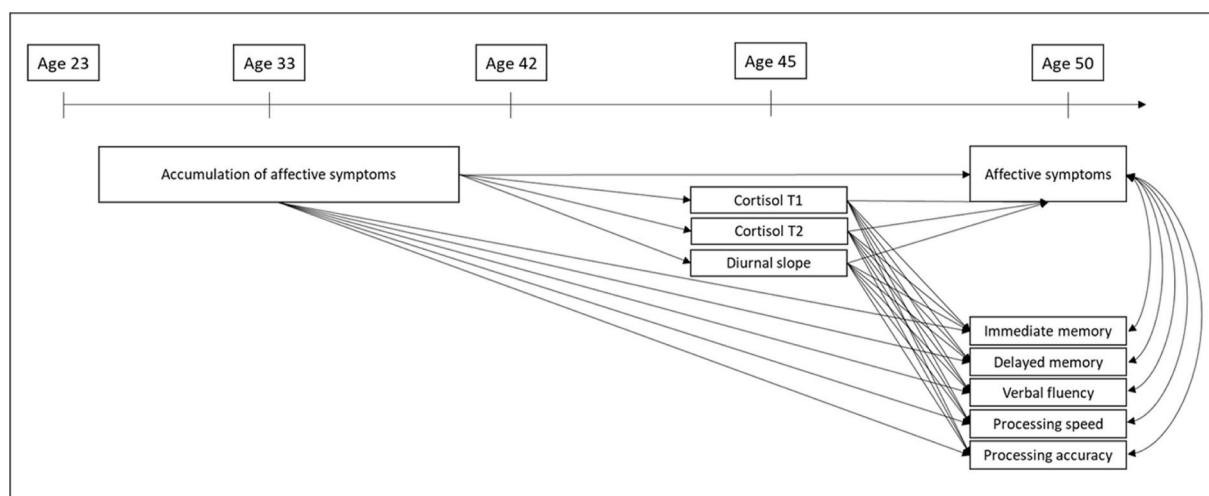 Age 23
Age 33
Age 42
Age 45
Age 50
Accumulation of affective symptoms
Affective symptoms
Cortisol T1
Cortisol T2
Diurnal slope
Immediate memory
Delayed memory
Verbal fluency
Processing speed
Processing accuracy